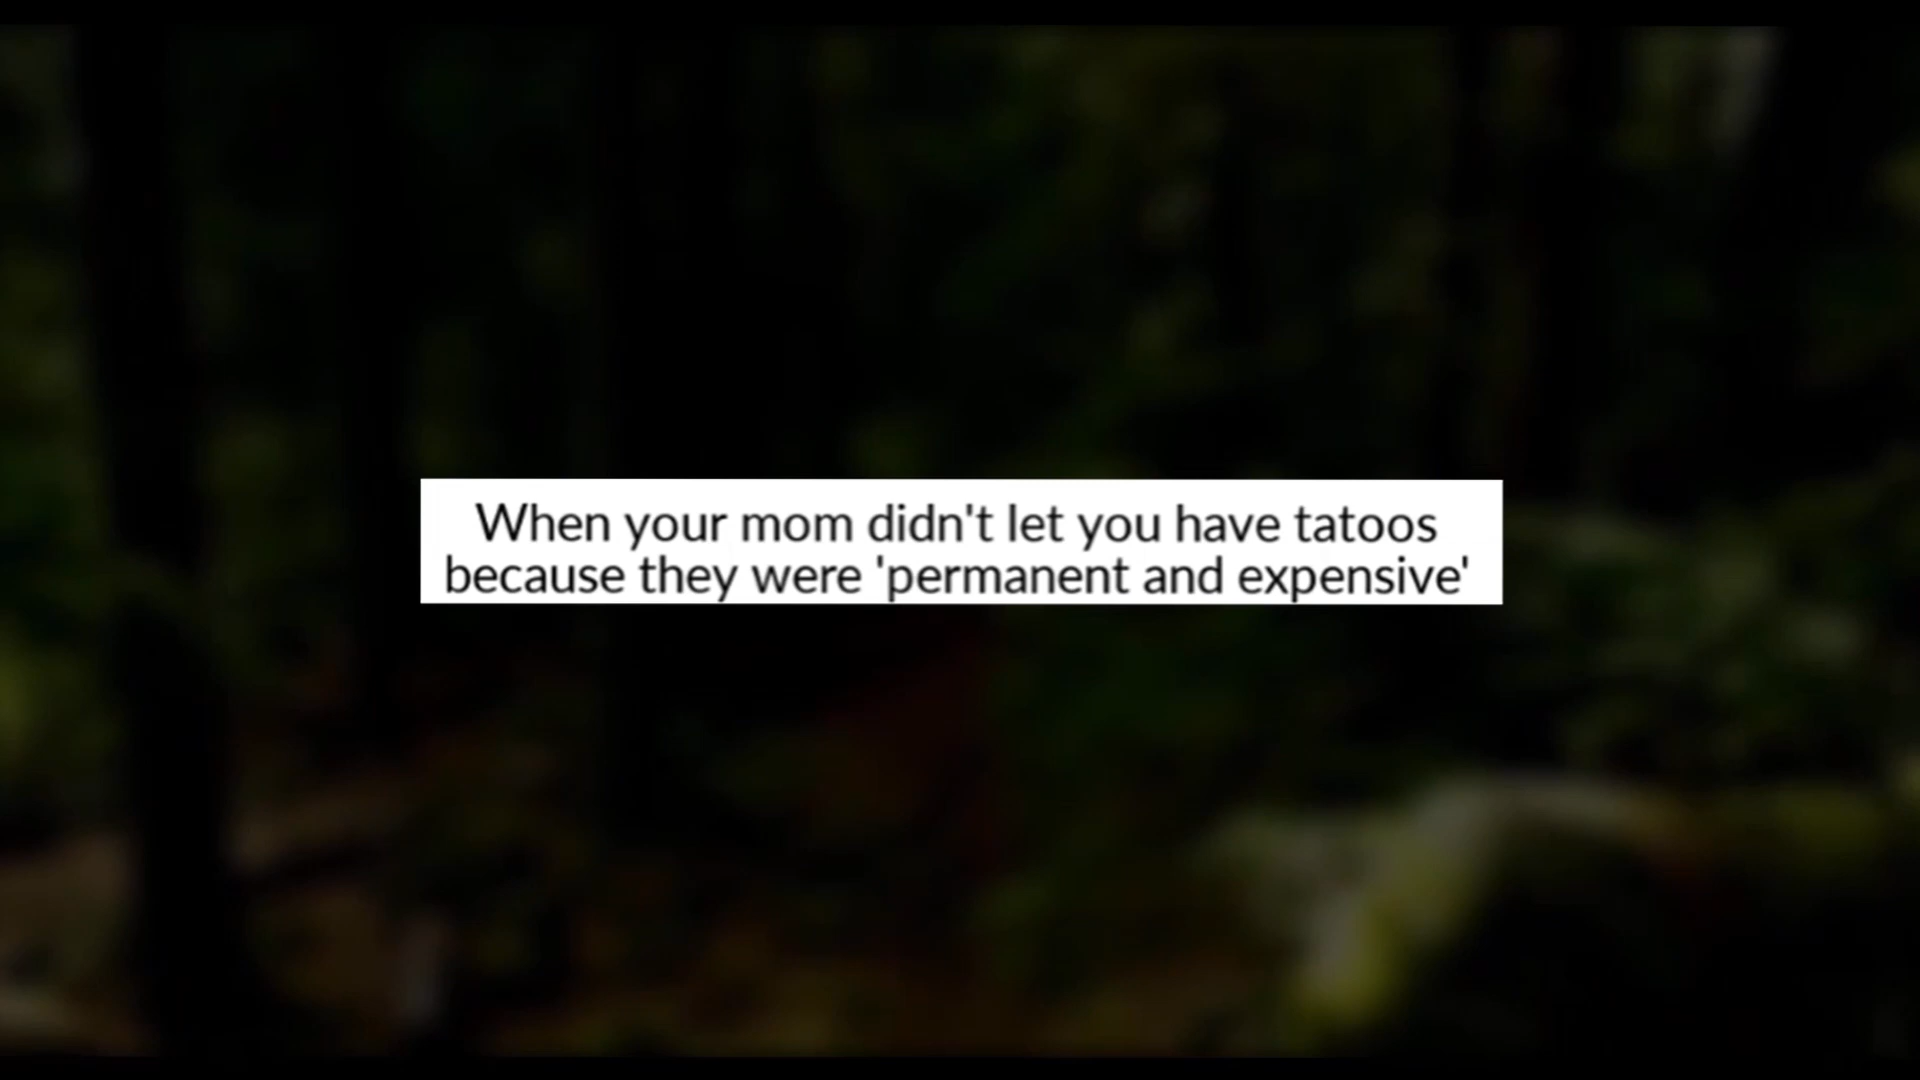 When your mom didn't let you have tatoos
because they were 'permanent and expensive'